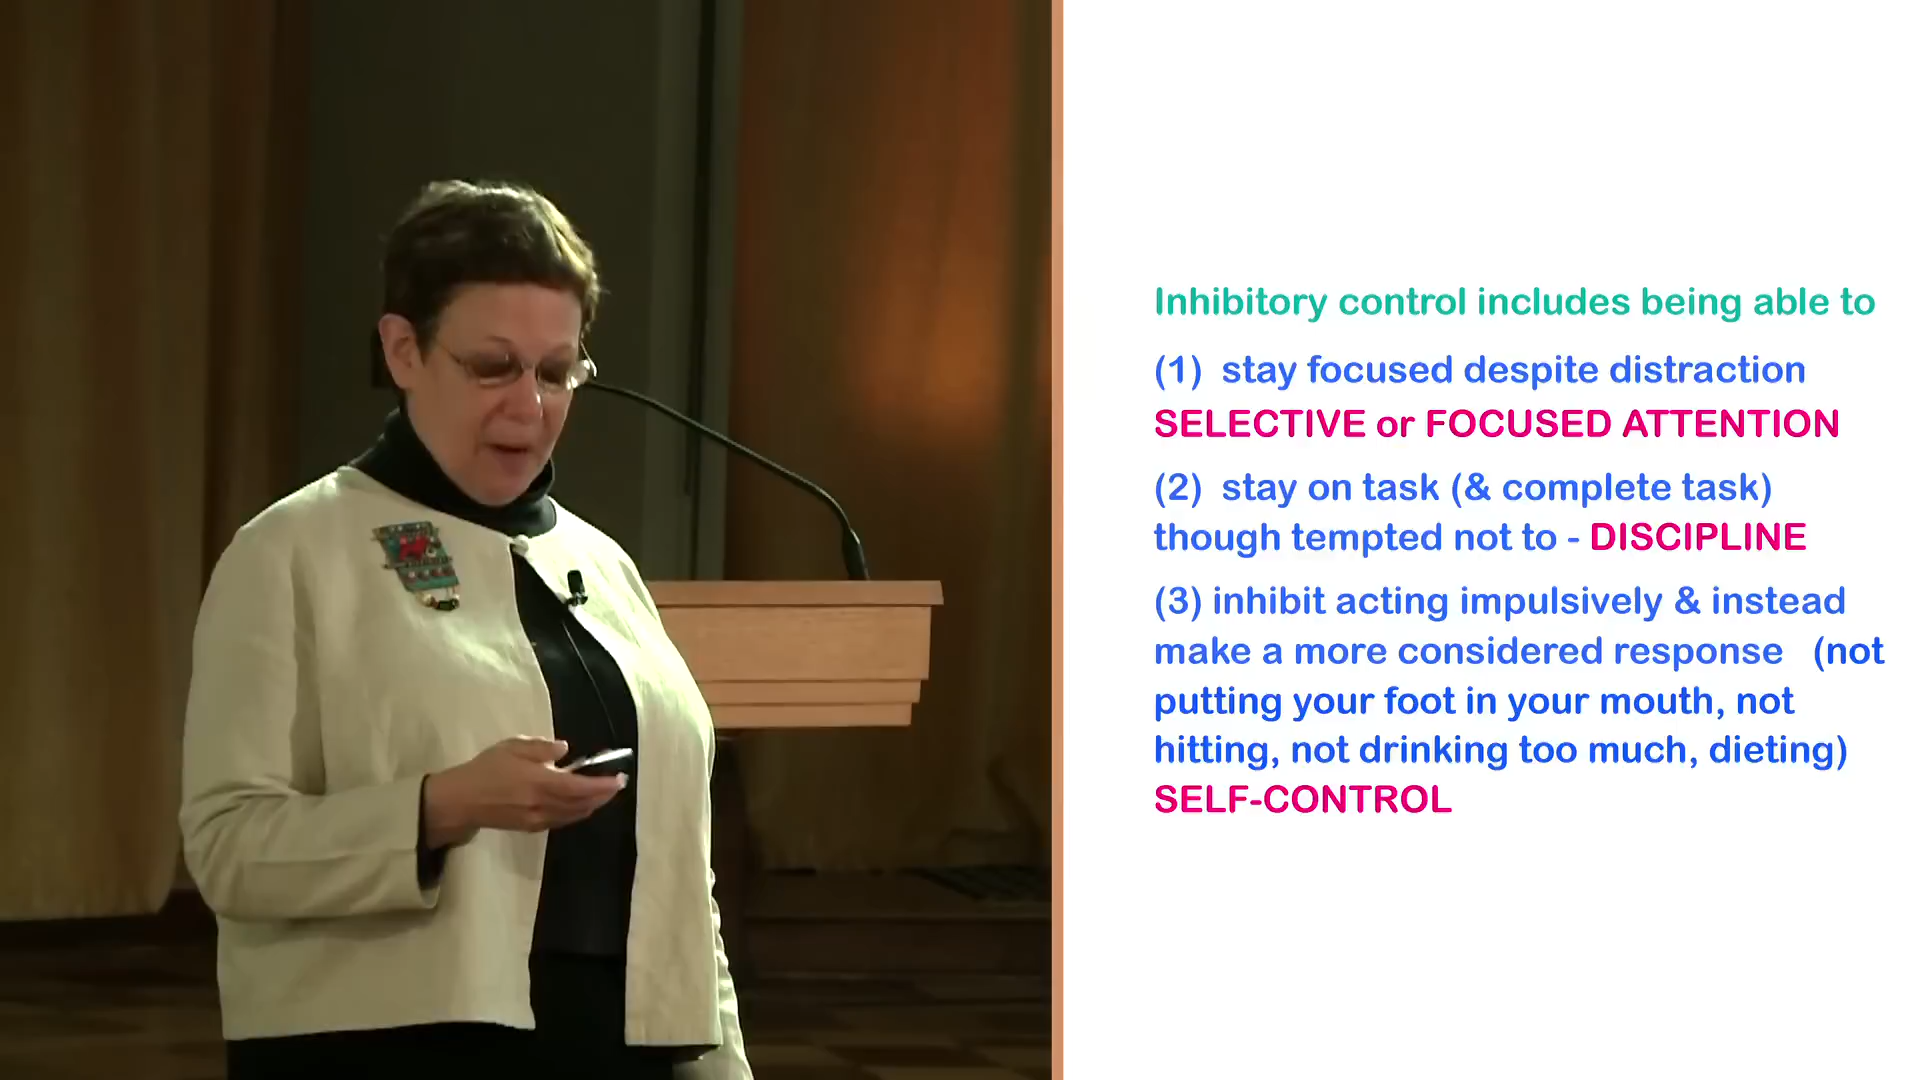 Inhibitory control includes being able to
(1) stay focused despite distraction
SELECTIVE or FOCUSED ATTENTION
(2) stay on task (& complete task)
though tempted not to - DISCIPLINE
(3) inhibit acting impulsively & instead
make a more considered response (not
putting your foot in your mouth, not
hitting, not drinking too much, dieting)
SELF-CONTROL